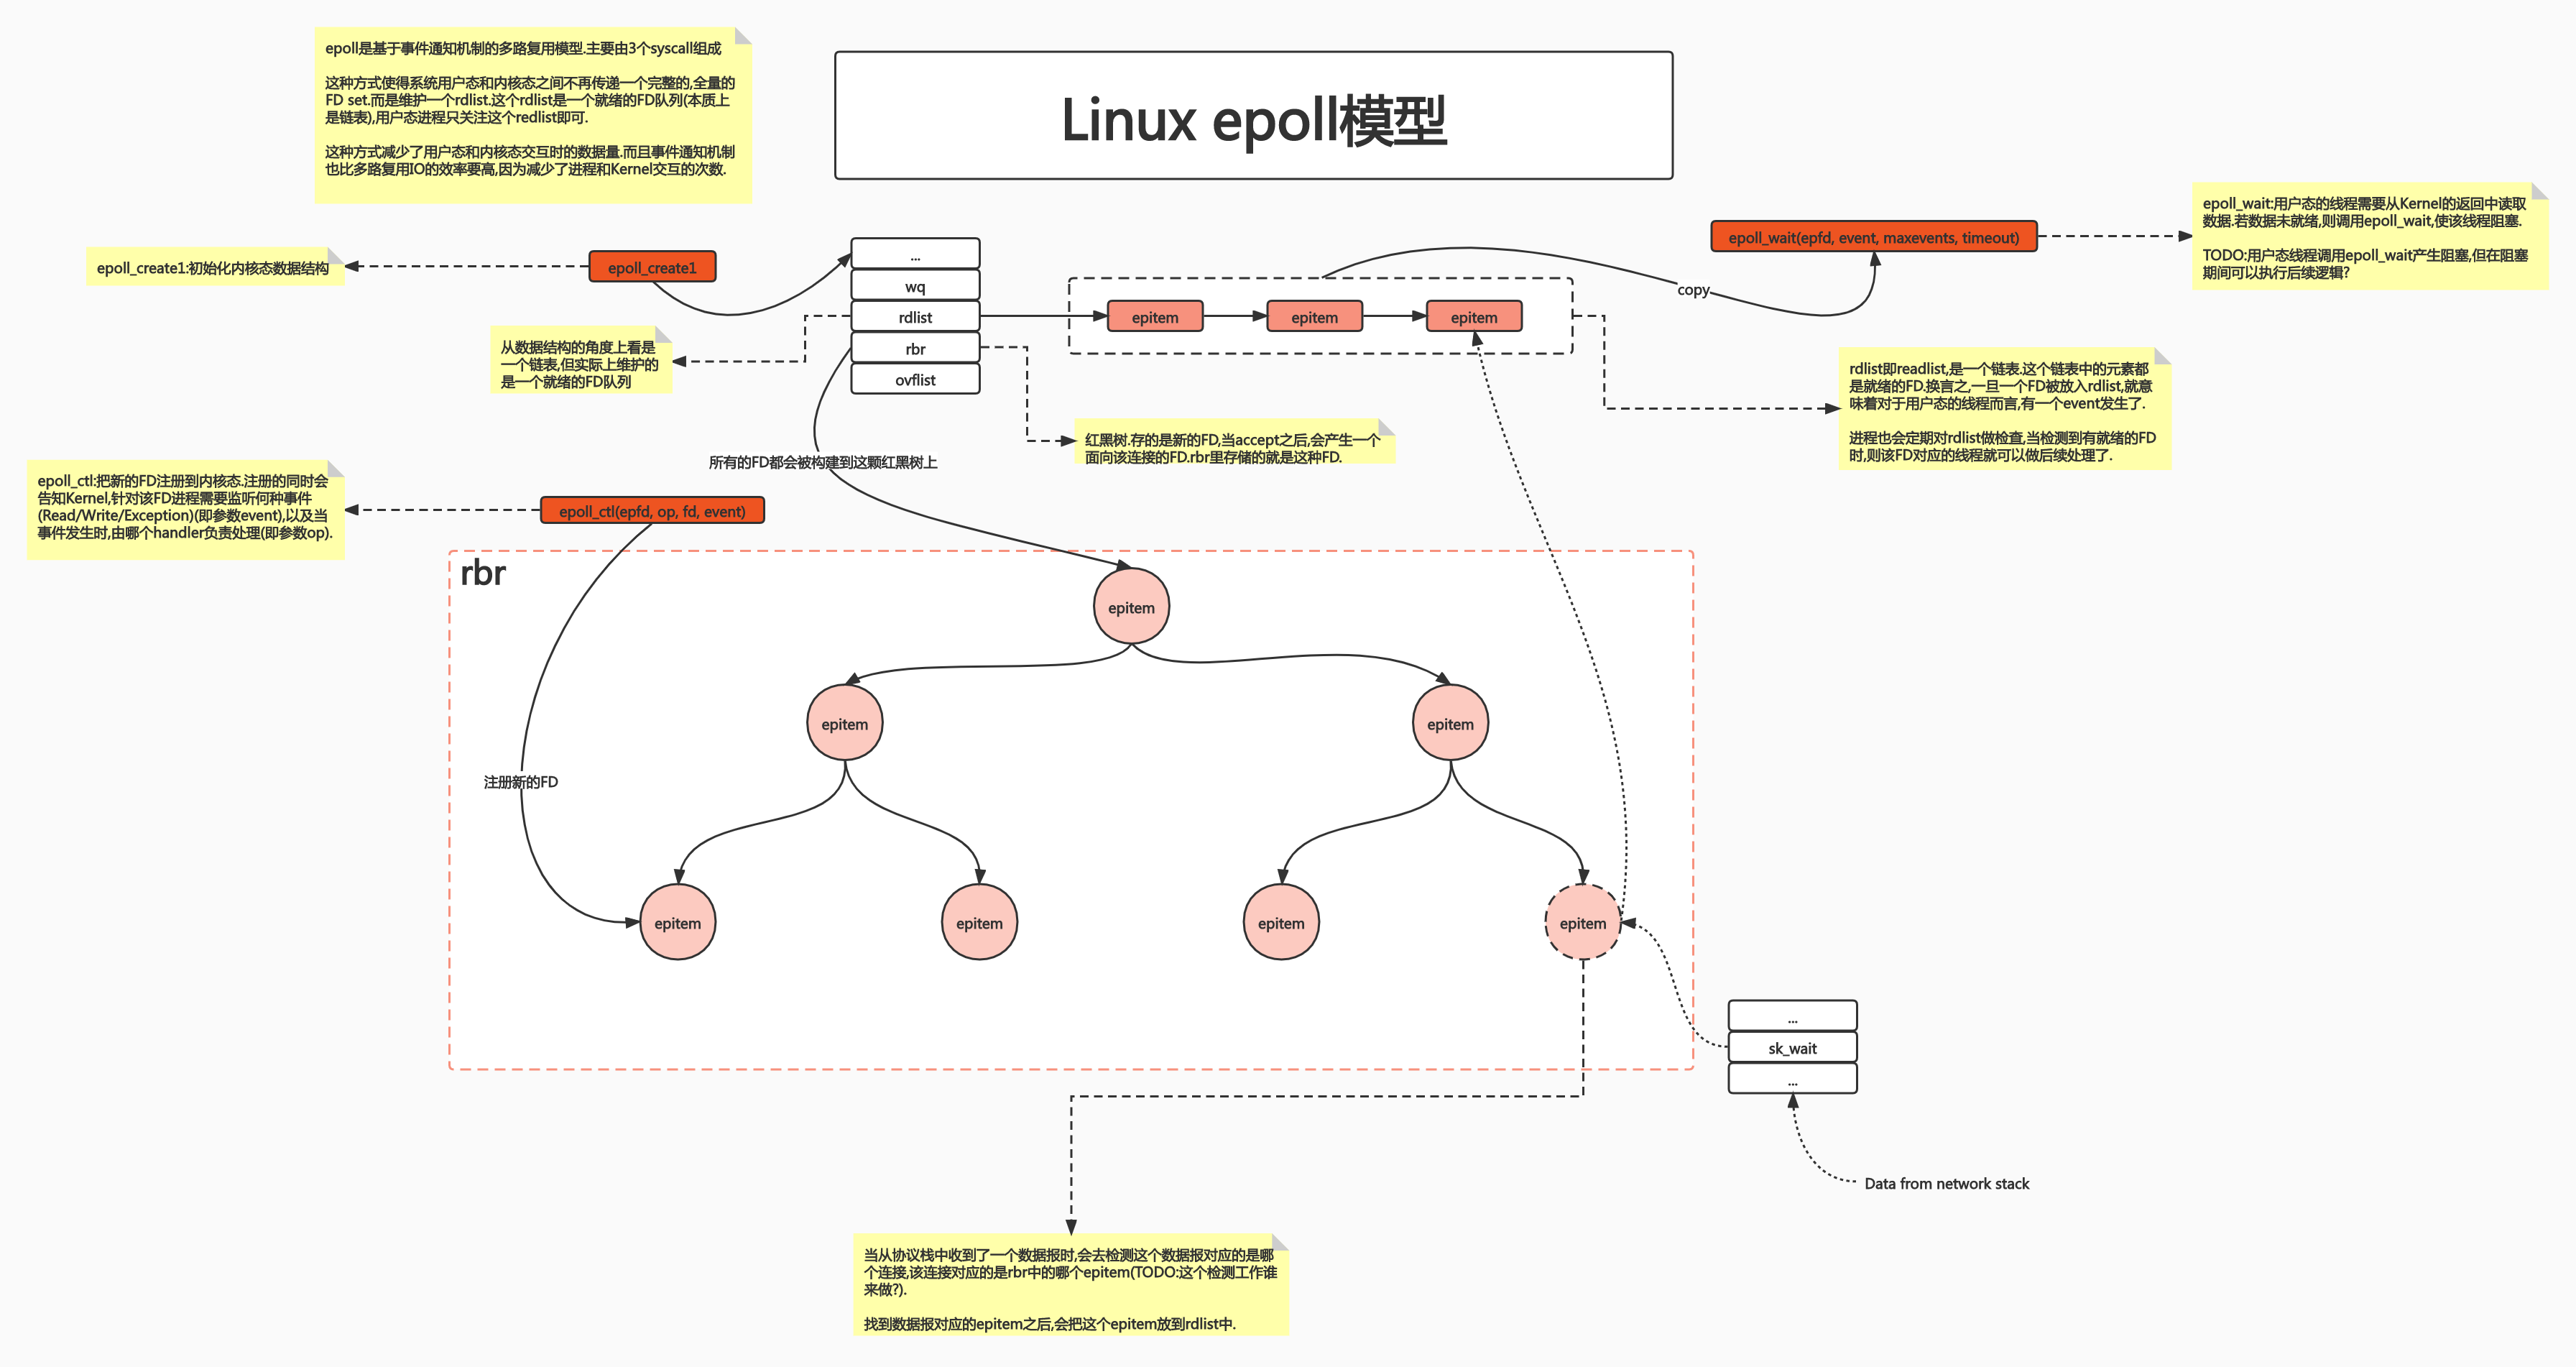 epoll是基于事件通知机制的多路复用模型.主要由3个syscall组成
这种方式使得系统用户态和内核态之间不再传递一个完整的,全量的
FD set.而是维护一个rdlist.这个rdlist是一个就绪的FD队列(本质上
是链表),用户态进程只关注这个redlist即可.
这种方式减少了用户态和内核态交互时的数据量.而且事件通知机制
也比多路复用IO的效率要高,因为减少了进程和Kernel交互的次数.
Linux epoll模型
epoll_wait:用户态的线程需要从Kernel的返回中读取
数据.若数据未就绪,则调用epoll_wait,使该线程阻塞.
TODO:用户态线程调用epoll_wait产生阻塞,但在阻塞
期间可以执行后续逻辑?
epoll_wait(epfd, event, maxevents, timeout)
epoll_create1:初始化内核态数据结构
epoll_create1
...
wq
rdlist
rbr
ovflist
epitem
epitem
epitem
copy
从数据结构的角度上看是
一个链表,但实际上维护的
是一个就绪的FD队列
rdlist即readlist,是一个链表.这个链表中的元素都
是就绪的FD.换言之,一旦一个FD被放入rdlist,就意
味着对于用户态的线程而言,有一个event发生了.
进程也会定期对rdlist做检查,当检测到有就绪的FD
时,则该FD对应的线程就可以做后续处理了.
红黑树.存的是新的FD,当accept之后,会产生一个
面向该连接的FD.rbr里存储的就是这种FD.
所有的FD都会被构建到这颗红黑树上
epoll_ctl:把新的FD注册到内核态.注册的同时会
告知Kernel,针对该FD进程需要监听何种事件
(Read/Write/Exception)(即参数event),以及当
事件发生时,由哪个handler负责处理(即参数op).
epoll_ctl(epfd, op, fd, event)
rbr
epitem
epitem
epitem
注册新的FD
epitem
epitem
epitem
epitem
...
sk_wait
...
Data from network stack
当从协议栈中收到了一个数据报时,会去检测这个数据报对应的是哪
个连接,该连接对应的是rbr中的哪个epitem(TODO:这个检测工作谁
来做?).
找到数据报对应的epitem之后,会把这个epitem放到rdlist中.